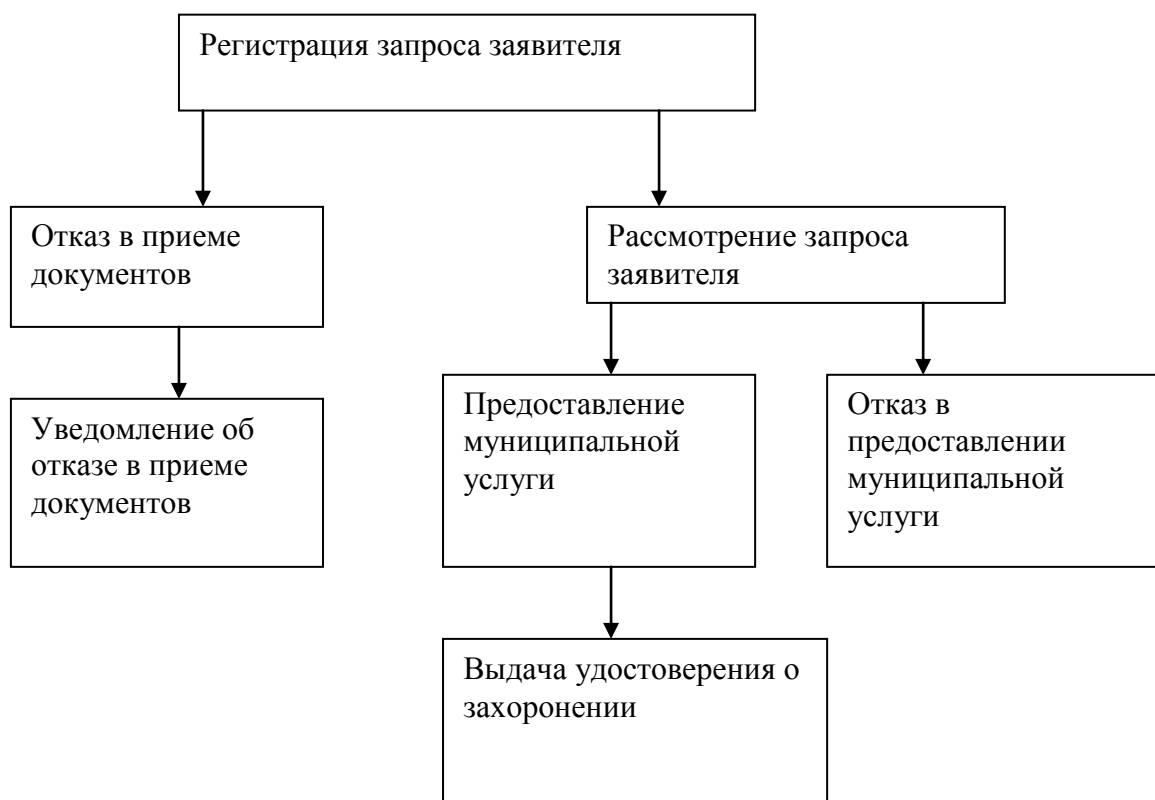 Регистрация запроса заявителя
Отказ в приеме
документов
Рассмотрение запроса
заявителя
Уведомление об
отказе в приеме
документов
Предоставление
муниципальной
услуги
Отказ в
предоставлении
муниципальной
услуги
Выдача удостоверения о
захоронении